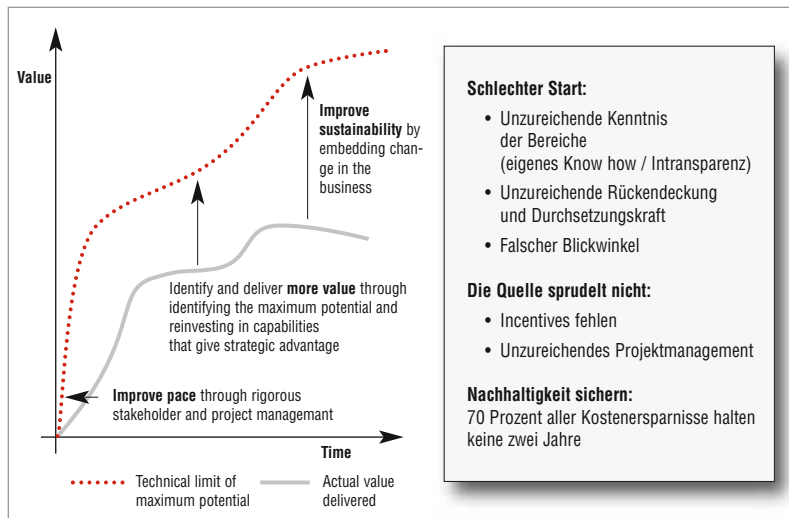 Value
Improve
sustainability by
embedding chan-
ge in the
business
Identify and deliver more value through
identifying the maximum potential and
reinvesting in capabilities
that give strategic advantage
Improve pace through rigorous
stakeholder and project managemant
Time
Technical limit of
maximum potential
Actual value
delivered
Schlechter Start:
• Unzureichende Kenntnis
der Bereiche
(eigenes Know how / Intransparenz)
• Unzureichende Rückendeckung
und Durchsetzungskraft
• Falscher Blickwinkel
Die Quelle sprudelt nicht:
• Incentives fehlen
• Unzureichendes Projektmanagement
Nachhaltigkeit sichern:
70 Prozent aller Kostenersparnisse halten
keine zwei Jahre